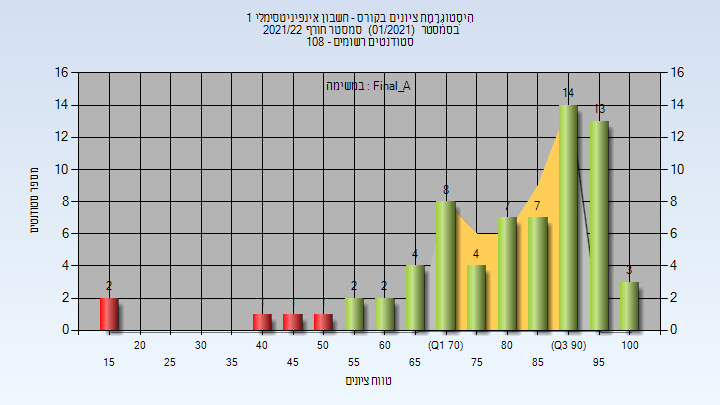 היסטוגרמת ציונים בקורס - חשבון אינפיניטסימלי 1
בסמסטר (01/2021) סמסטר חורף 2021/22
סטודנטים רשומים - 108
במשימה : Final_A
מספר סטודנטים
16 14 12 10 8 6 4 2 0
16 14 12 10 8 6 4 2 0
2 2 2 4 8 4 7 7 14 13 3
20 30 40 50 60 (Q1 70) 80 (Q3 90) 100
15 25 35 45 55 65 75 85 95
טווח ציונים